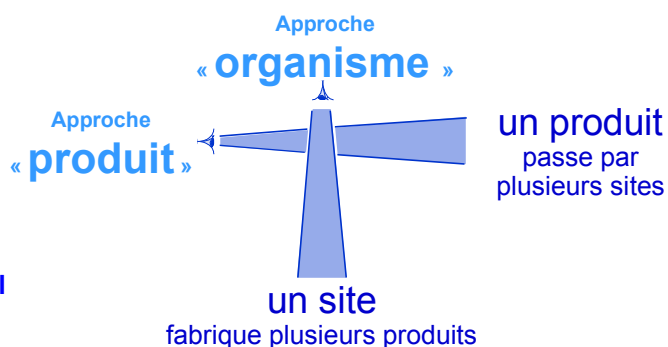 Approche
« organisme »
Approche
« produit »
un produit
passe par
plusieurs sites
un site
fabrique plusieurs produits